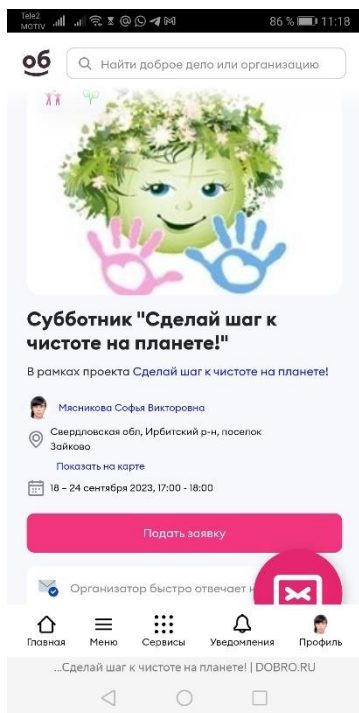 Tele2
MOTIV
86 % 11:18
об
Найти доброе дело или организацию
Субботник "Сделай шаг к
чистоте на планете!"
В рамках проекта Сделай шаг к чистоте на планете!
Мясникова Софья Викторовна
Свердловская обл, Ирбитский р-н, поселок
Зайково
Показать на карте
18 – 24 сентября 2023, 17:00 - 18:00
Подать заявку
Организатор быстро отвечает н
Главная Меню Сервисы Уведомления Профиль
...Сделай шаг к чистоте на планете! | DOBRO.RU